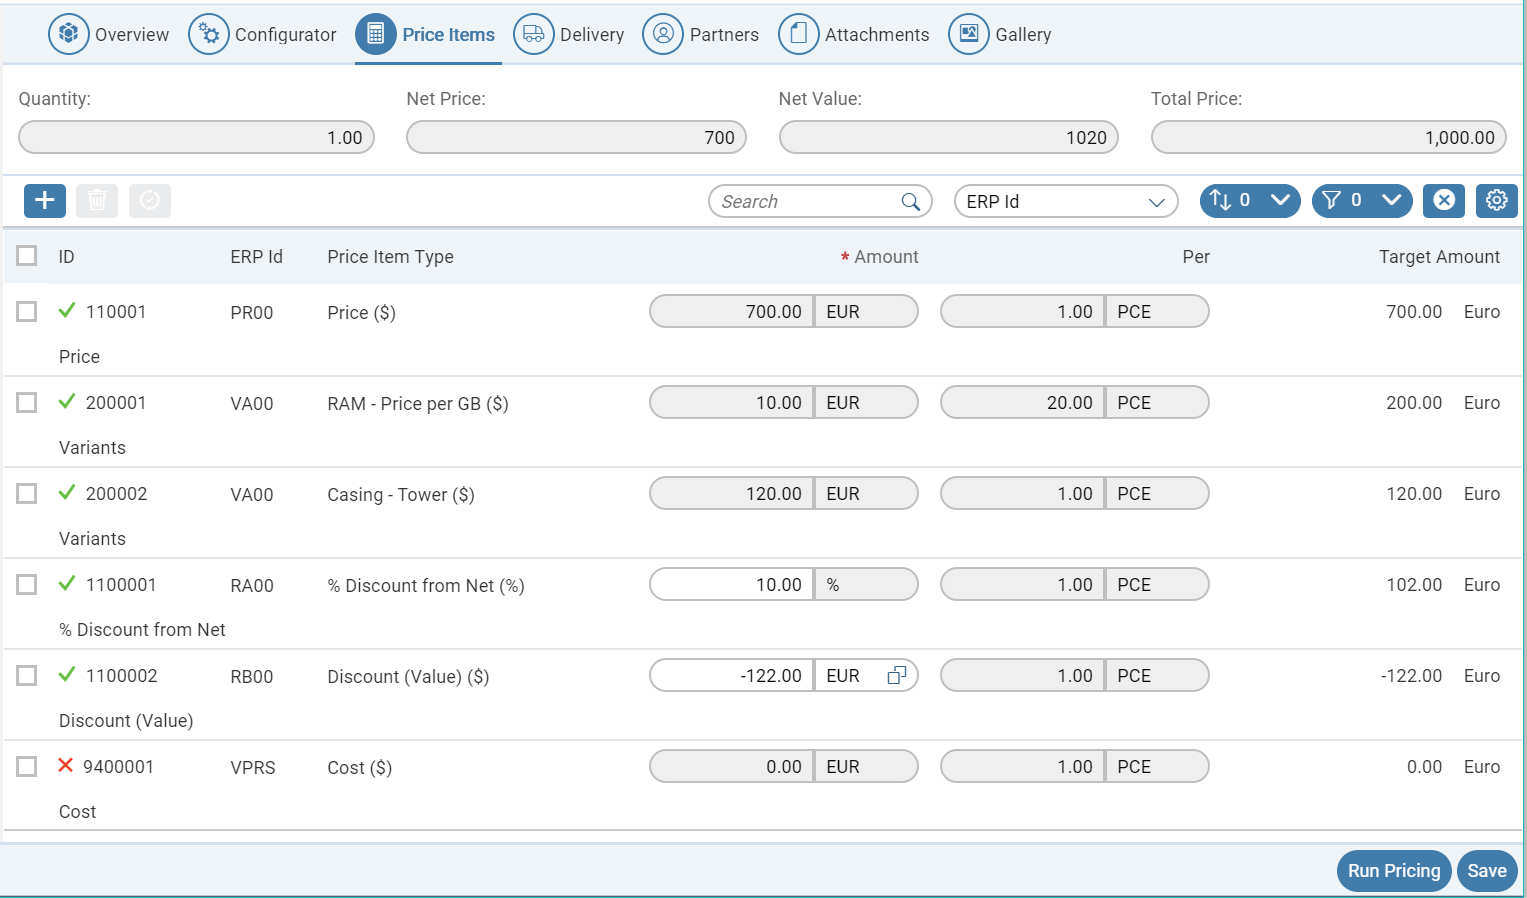 Overview Configurator Price Items Delivery Partners Attachments Gallery
Quantity: Net Price: Net Value: Total Price:
1.00 700 1020 1,000.00
Search ERP Id 0 0
ID ERP Id Price Item Type * Amount Per Target Amount
110001 PR00 Price ($) 700.00 EUR 1.00 PCE 700.00 Euro
Price
200001 VA00 RAM - Price per GB ($) 10.00 EUR 20.00 PCE 200.00 Euro
Variants
200002 VA00 Casing - Tower ($) 120.00 EUR 1.00 PCE 120.00 Euro
Variants
1100001 RA00 % Discount from Net (%) 10.00 % 1.00 PCE 102.00 Euro
% Discount from Net
1100002 RB00 Discount (Value) ($) -122.00 EUR 1.00 PCE -122.00 Euro
Discount (Value)
9400001 VPRS Cost ($) 0.00 EUR 1.00 PCE 0.00 Euro
Cost
Run Pricing Save